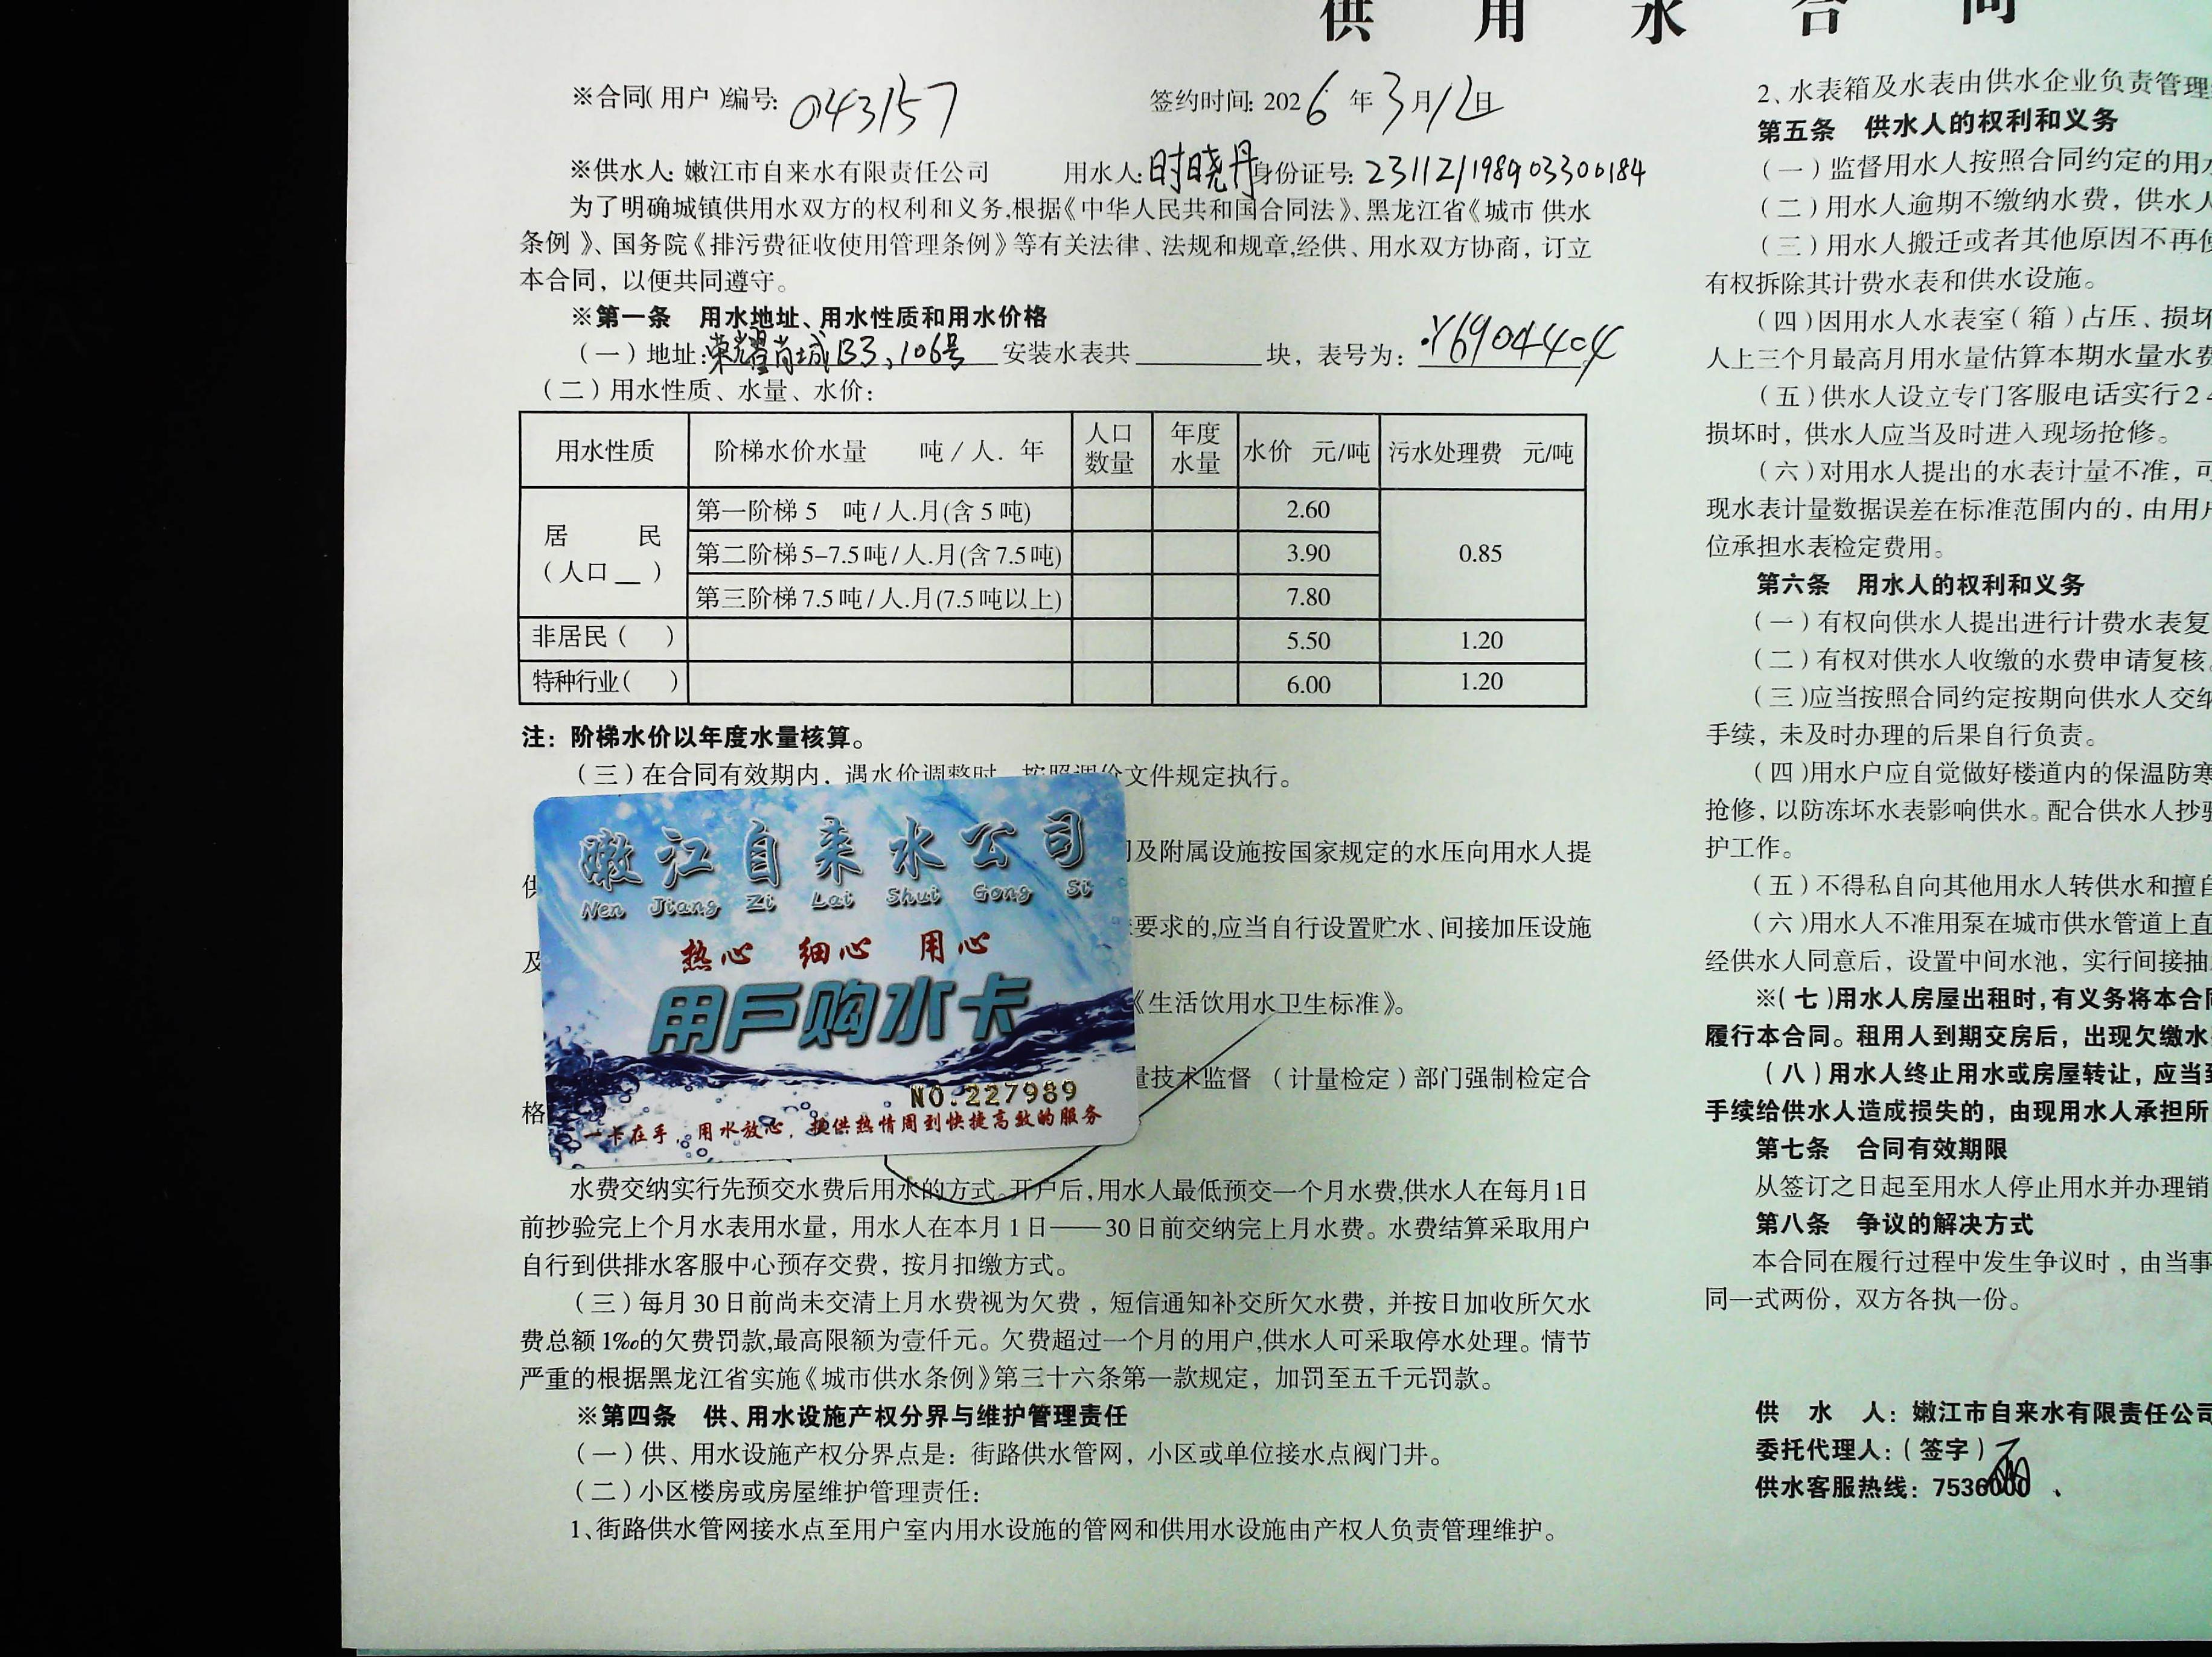 供用水合同
※合同(用户)编号: 043157 签约时间: 2026年3月12日
※供水人: 嫩江市自来水有限责任公司 用水人: 时晓丹 身份证号: 231121198903300184
为了明确城镇供用水双方的权利和义务,根据《中华人民共和国合同法》、黑龙江省《城市 供水
条例 》、国务院《排污费征收使用管理条例》等有关法律、法规和规章,经供、用水双方协商，订立
本合同，以便共同遵守。
※第一条 用水地址、用水性质和用水价格
（一）地址: 荣耀尚城B3, 106号 安装水表共 块，表号为: Y6904404
（二）用水性质、水量、水价:
用水性质 阶梯水价水量 吨/人. 年 人口数量 年度水量 水价 元/吨 污水处理费 元/吨
居民（人口 ） 第一阶梯 5 吨/人.月(含5吨) 2.60 0.85
第二阶梯5-7.5吨/人.月(含7.5吨) 3.90
第三阶梯7.5吨/人.月(7.5吨以上) 7.80
非居民（ ） 5.50 1.20
特种行业( ) 6.00 1.20
注：阶梯水价以年度水量核算。
（三）在合同有效期内，遇水价调整时，按照调价文件规定执行。
及附属设施按国家规定的水压向用水人提
供
要求的,应当自行设置贮水、间接加压设施
及
《生活饮用水卫生标准》。
量技术监督 （计量检定）部门强制检定合
格
嫩江自来水公司
Nen Jiang Zi Lai Shui Gong Si
热心 细心 用心
用户购水卡
NO.227989
一卡在手，用水放心，提供热情周到快捷高效的服务
水费交纳实行先预交水费后用水的方式。开户后,用水人最低预交一个月水费,供水人在每月1日
前抄验完上个月水表用水量，用水人在本月1日——30日前交纳完上月水费。水费结算采取用户
自行到供排水客服中心预存交费，按月扣缴方式。
（三）每月30日前尚未交清上月水费视为欠费，短信通知补交所欠水费，并按日加收所欠水
费总额1‰的欠费罚款,最高限额为壹仟元。欠费超过一个月的用户,供水人可采取停水处理。情节
严重的根据黑龙江省实施《城市供水条例》第三十六条第一款规定，加罚至五千元罚款。
※第四条 供、用水设施产权分界与维护管理责任
（一）供、用水设施产权分界点是：街路供水管网，小区或单位接水点阀门井。
（二）小区楼房或房屋维护管理责任:
1、街路供水管网接水点至用户室内用水设施的管网和供用水设施由产权人负责管理维护。
2、水表箱及水表由供水企业负责管理
第五条 供水人的权利和义务
（一）监督用水人按照合同约定的用水
（二）用水人逾期不缴纳水费，供水人
（三）用水人搬迁或者其他原因不再使
有权拆除其计费水表和供水设施。
（四）因用水人水表室（箱）占压、损坏
人上三个月最高月用水量估算本期水量水费
（五）供水人设立专门客服电话实行24
损坏时，供水人应当及时进入现场抢修。
（六）对用水人提出的水表计量不准，可
现水表计量数据误差在标准范围内的，由用户
位承担水表检定费用。
第六条 用水人的权利和义务
（一）有权向供水人提出进行计费水表复
（二）有权对供水人收缴的水费申请复核。
（三）应当按照合同约定按期向供水人交纳
手续，未及时办理的后果自行负责。
（四）用水户应自觉做好楼道内的保温防寒
抢修，以防冻坏水表影响供水。配合供水人抄验
护工作。
（五）不得私自向其他用水人转供水和擅自
（六）用水人不准用泵在城市供水管道上直
经供水人同意后，设置中间水池，实行间接抽
※（七）用水人房屋出租时,有义务将本合同
履行本合同。租用人到期交房后，出现欠缴水
（八）用水人终止用水或房屋转让，应当到
手续给供水人造成损失的，由现用水人承担所
第七条 合同有效期限
从签订之日起至用水人停止用水并办理销
第八条 争议的解决方式
本合同在履行过程中发生争议时，由当事
同一式两份，双方各执一份。
供 水 人：嫩江市自来水有限责任公司
委托代理人：（签字）
供水客服热线：7536000